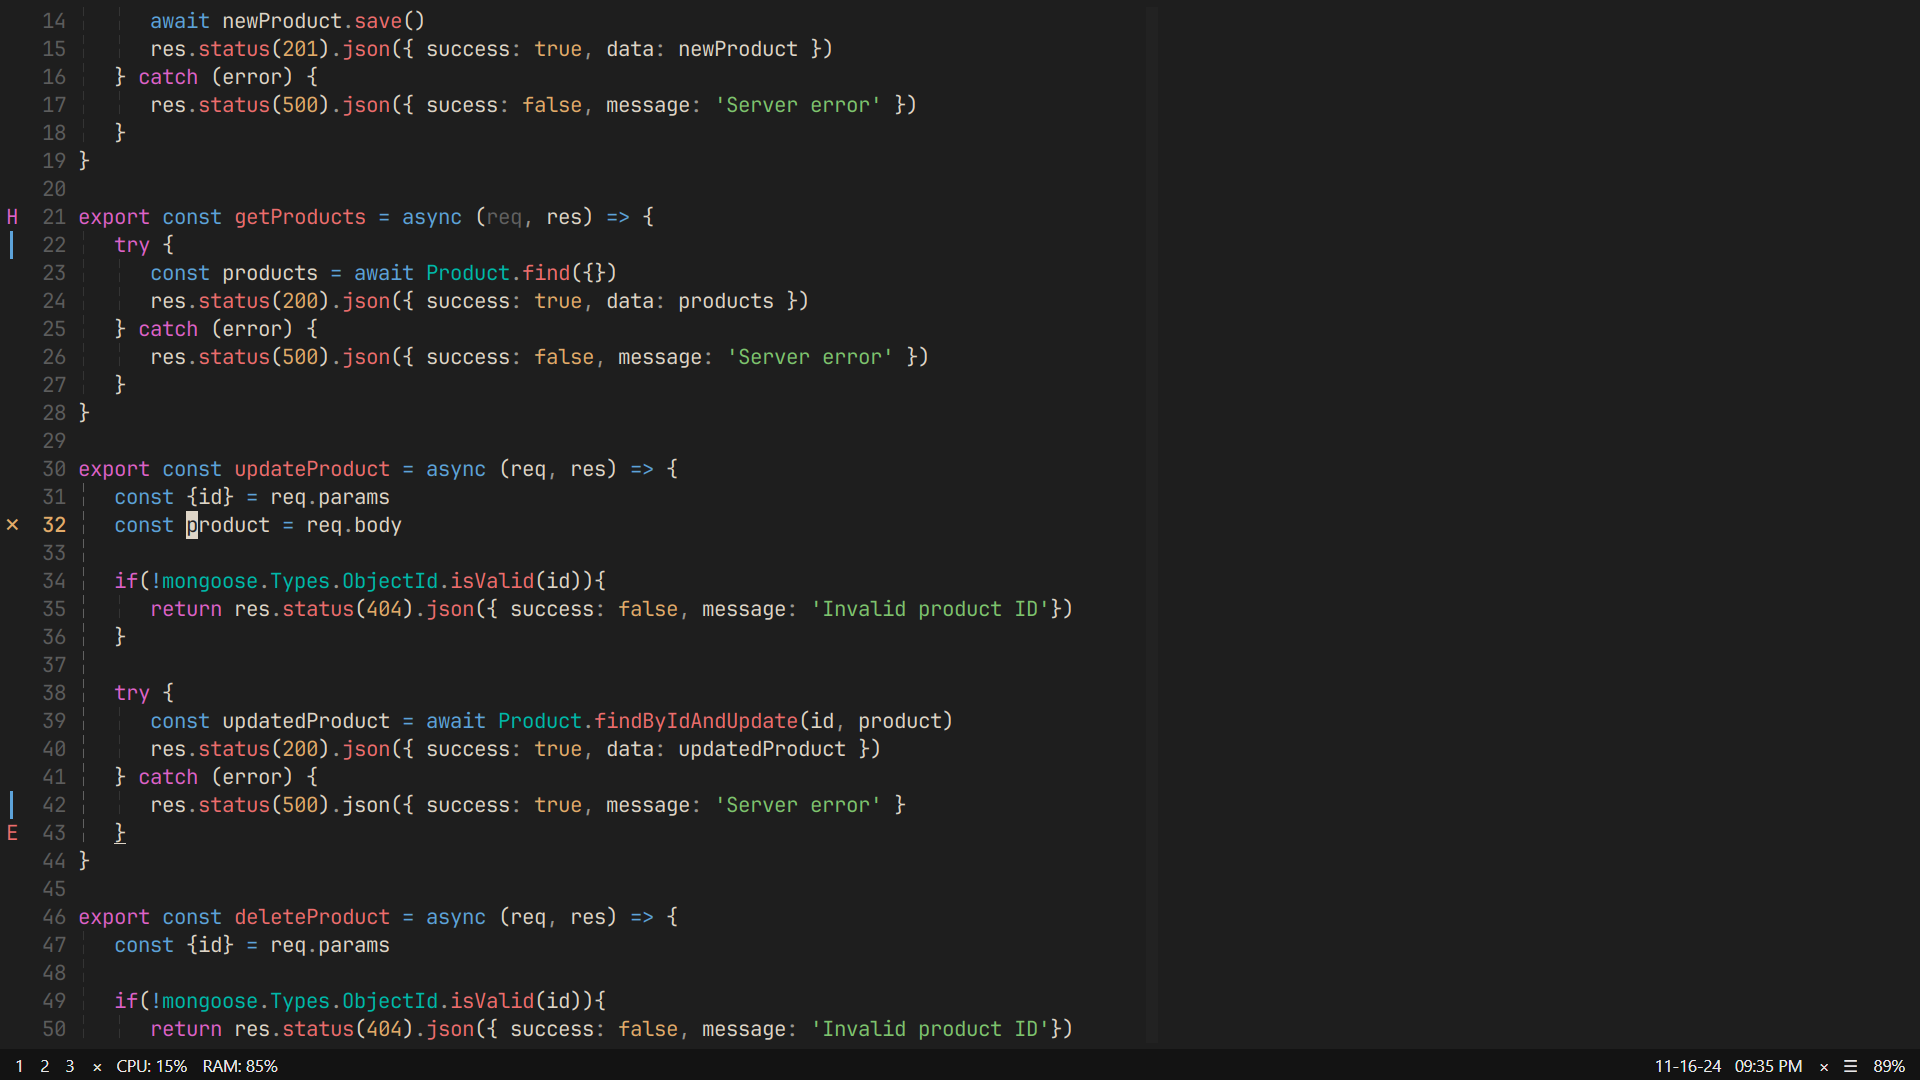 14 await newProduct.save()
15 res.status(201).json({ success: true, data: newProduct })
16 } catch (error) {
17 res.status(500).json({ sucess: false, message: 'Server error' })
18 }
19 }
20
H 21 export const getProducts = async (req, res) => {
22 try {
23 const products = await Product.find({})
24 res.status(200).json({ success: true, data: products })
25 } catch (error) {
26 res.status(500).json({ success: false, message: 'Server error' })
27 }
28 }
29
30 export const updateProduct = async (req, res) => {
31 const {id} = req.params
× 32 const product = req.body
33
34 if(!mongoose.Types.ObjectId.isValid(id)){
35 return res.status(404).json({ success: false, message: 'Invalid product ID'})
36 }
37
38 try {
39 const updatedProduct = await Product.findByIdAndUpdate(id, product)
40 res.status(200).json({ success: true, data: updatedProduct })
41 } catch (error) {
42 res.status(500).json({ success: true, message: 'Server error' }
E 43 }
44 }
45
46 export const deleteProduct = async (req, res) => {
47 const {id} = req.params
48
49 if(!mongoose.Types.ObjectId.isValid(id)){
50 return res.status(404).json({ success: false, message: 'Invalid product ID'})
1 2 3 × CPU: 15% RAM: 85% 11-16-24 09:35 PM × ☰ 89%